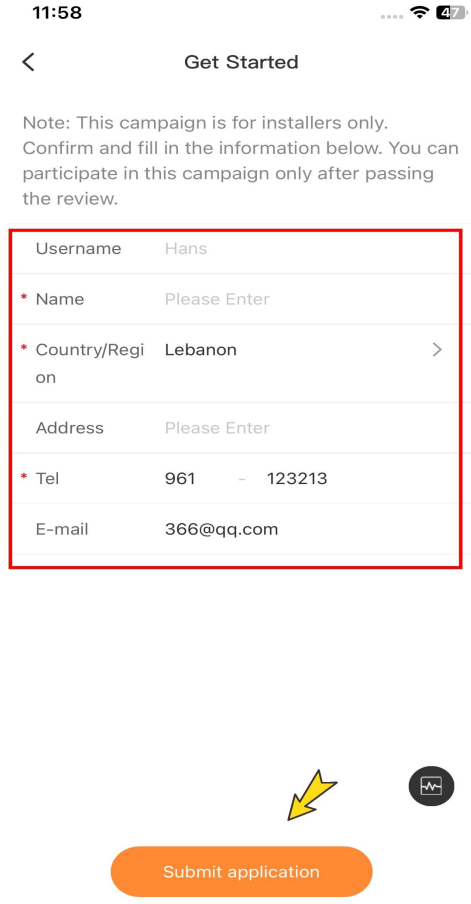 11:58
47
Get Started
Note: This campaign is for installers only.
Confirm and fill in the information below. You can
participate in this campaign only after passing
the review.
Username Hans
* Name Please Enter
* Country/Regi Lebanon
on
Address Please Enter
* Tel 961 - 123213
E-mail 366@qq.com
Submit application